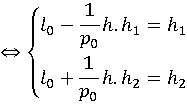 ⇔ { l₀ − 1/p₀ h.h₁ = h₁
l₀ + 1/p₀ h.h₂ = h₂